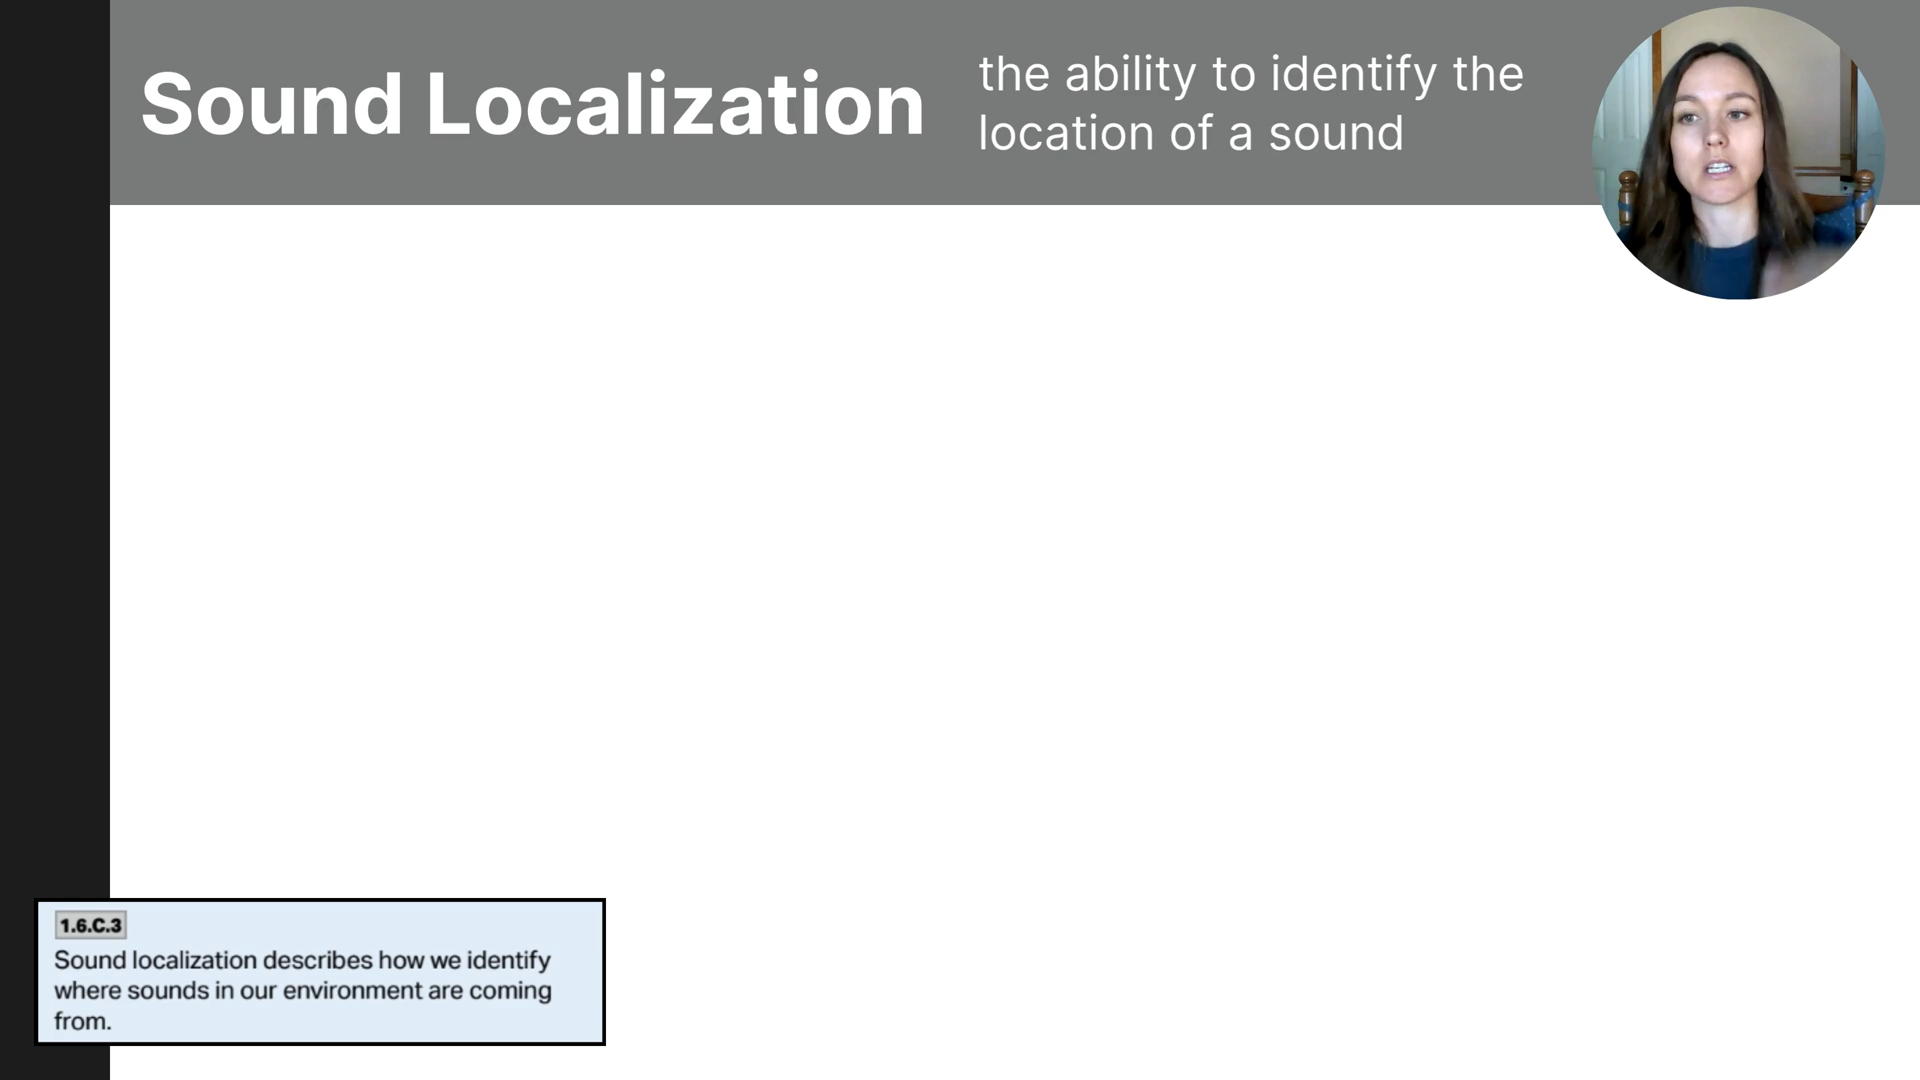 Sound Localization
the ability to identify the
location of a sound
1.6.C.3
Sound localization describes how we identify
where sounds in our environment are coming
from.